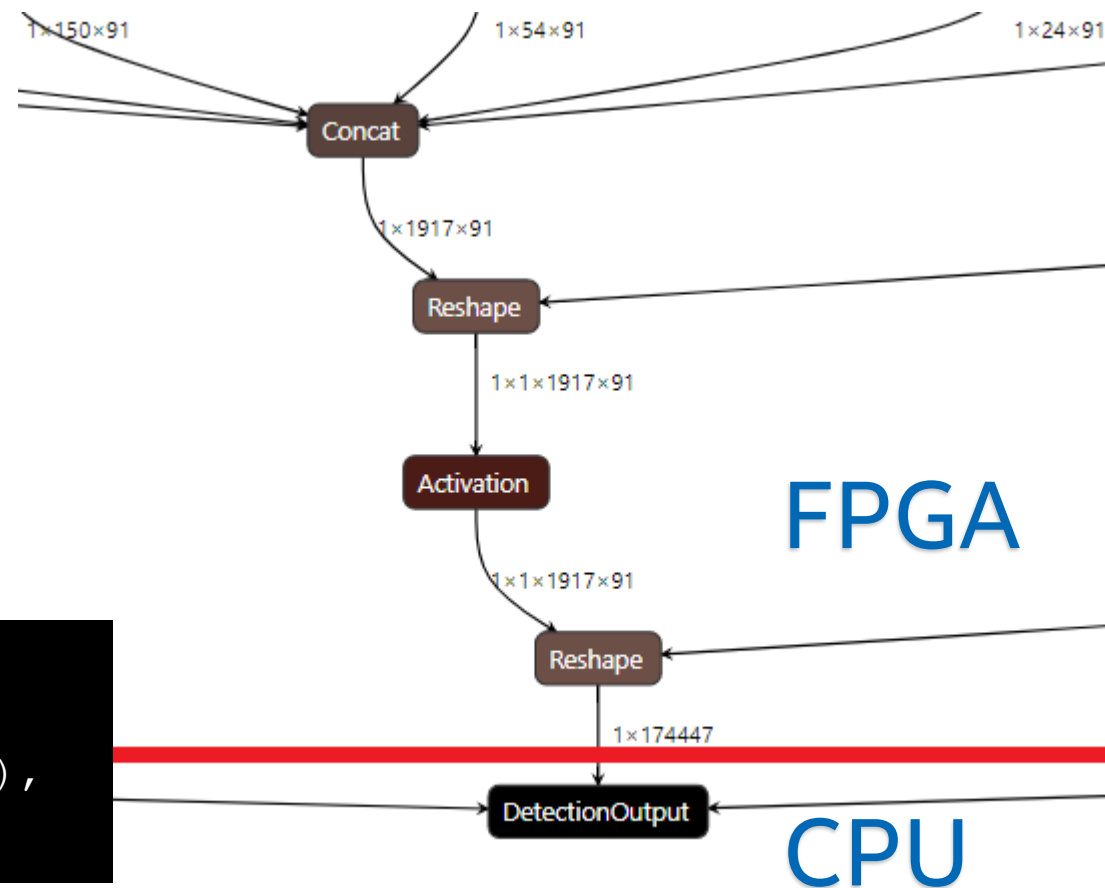 1×150×91
1×54×91
1×24×91
Concat
1×1917×91
Reshape
1×1×1917×91
Activation
FPGA
1×1×1917×91
Reshape
1×174447
),
DetectionOutput
CPU